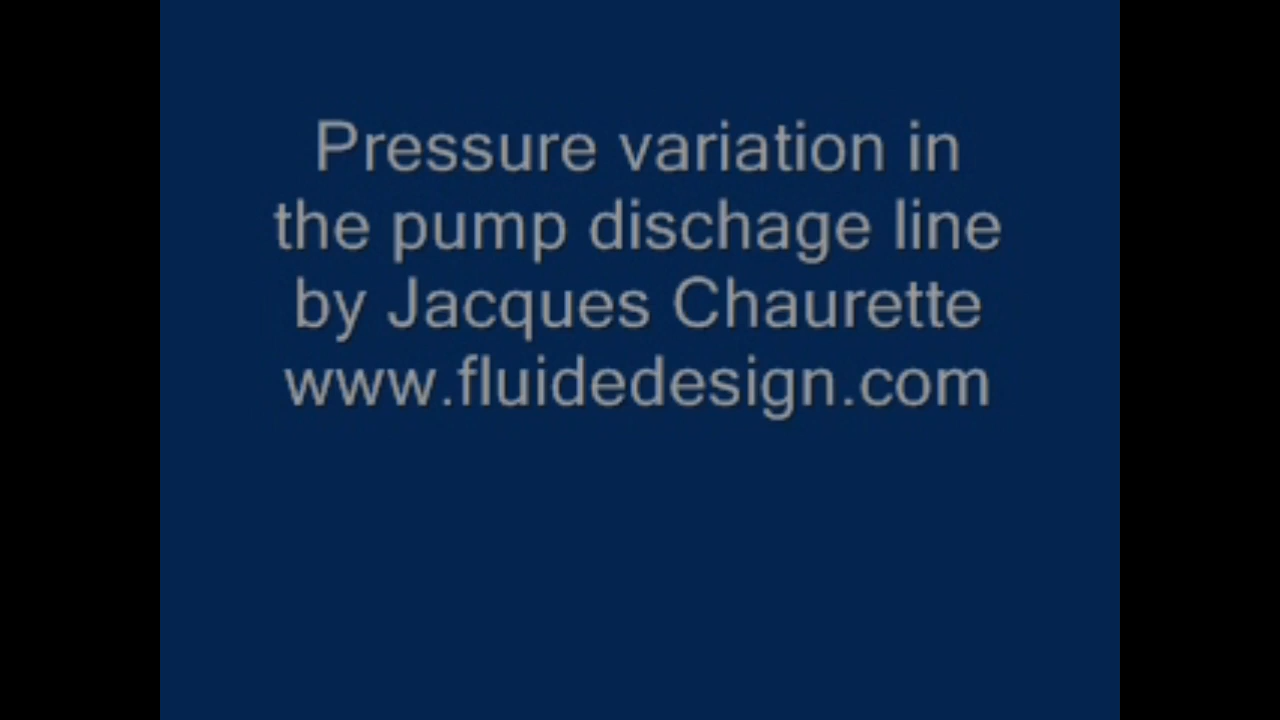 Pressure variation in
the pump dischage line
by Jacques Chaurette
www.fluidedesign.com